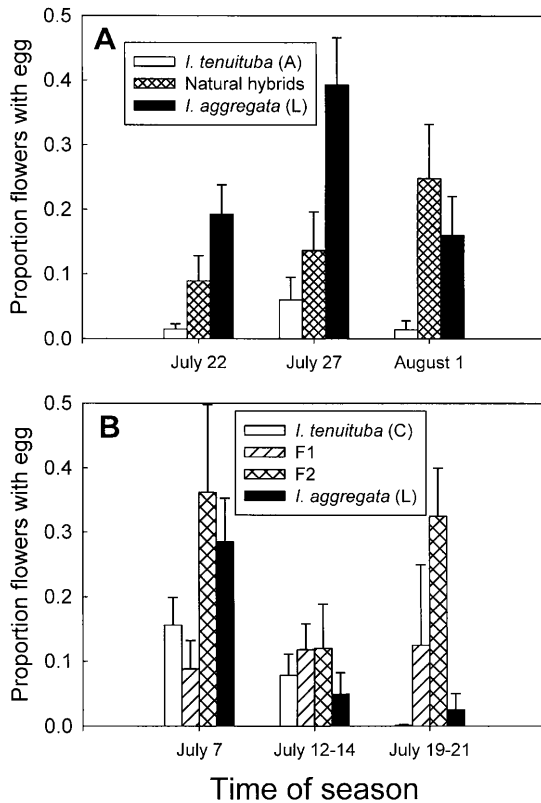 A
I. tenuituba (A)
Natural hybrids
I. aggregata (L)
Proportion flowers with egg
0.5
0.4
0.3
0.2
0.1
0.0
July 22 July 27 August 1
B
I. tenuituba (C)
F1
F2
I. aggregata (L)
Proportion flowers with egg
0.5
0.4
0.3
0.2
0.1
0.0
July 7 July 12-14 July 19-21
Time of season